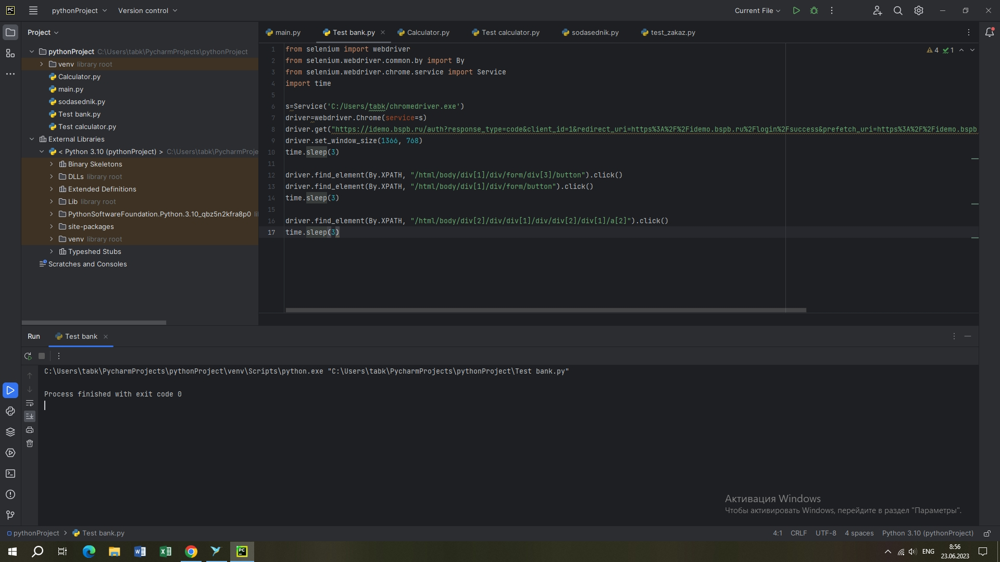 PC pythonProject Version control Current File
Project
main.py Test bank.py Calculator.py Test calculator.py sodasednik.py test_zakaz.py
pythonProject C:\Users\tabk\PycharmProjects\pythonProject
venv library root
Calculator.py
main.py
sodasednik.py
Test bank.py
Test calculator.py
External Libraries
< Python 3.10 (pythonProject) > C:\Users\tabk\PycharmProje
Binary Skeletons
DLLs library root
Extended Definitions
Lib library root
PythonSoftwareFoundation.Python.3.10_qbz5n2kfra8p0 li
site-packages
venv library root
Typeshed Stubs
Scratches and Consoles
4 1
1 from selenium import webdriver
2 from selenium.webdriver.common.by import By
3 from selenium.webdriver.chrome.service import Service
4 import time
5
6 s=Service('C:/Users/tabk/chromedriver.exe')
7 driver=webdriver.Chrome(service=s)
8 driver.get("https://idemo.bspb.ru/auth?response_type=code&client_id=1&redirect_uri=https%3A%2F%2Fidemo.bspb.ru%2Flogin%2Fsuccess&prefetch_uri=https%3A%2F%2Fidemo.bspb
9 driver.set_window_size(1366, 768)
10 time.sleep(3)
11
12 driver.find_element(By.XPATH, "/html/body/div[1]/div/form/div[3]/button").click()
13 driver.find_element(By.XPATH, "/html/body/div[1]/div/form/button").click()
14 time.sleep(3)
15
16 driver.find_element(By.XPATH, "/html/body/div[2]/div/div[1]/div/div[2]/div[1]/a[2]").click()
17 time.sleep(3)
Run Test bank
C:\Users\tabk\PycharmProjects\pythonProject\venv\Scripts\python.exe "C:\Users\tabk\PycharmProjects\pythonProject\Test bank.py"
Process finished with exit code 0
Активация Windows
Чтобы активировать Windows, перейдите в раздел "Параметры".
pythonProject Test bank.py 4:1 CRLF UTF-8 4 spaces Python 3.10 (pythonProject)
PC ENG 8:56
23.06.2023